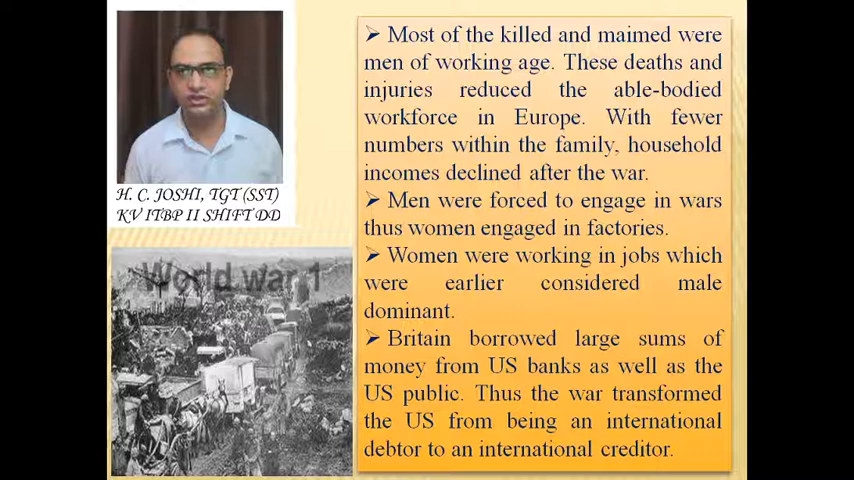 H. C. JOSHI, TGT (SST)
KV ITBP II SHIFT DD
World war 1
➢ Most of the killed and maimed were
men of working age. These deaths and
injuries reduced the able-bodied
workforce in Europe. With fewer
numbers within the family, household
incomes declined after the war.
➢ Men were forced to engage in wars
thus women engaged in factories.
➢ Women were working in jobs which
were earlier considered male
dominant.
➢ Britain borrowed large sums of
money from US banks as well as the
US public. Thus the war transformed
the US from being an international
debtor to an international creditor.